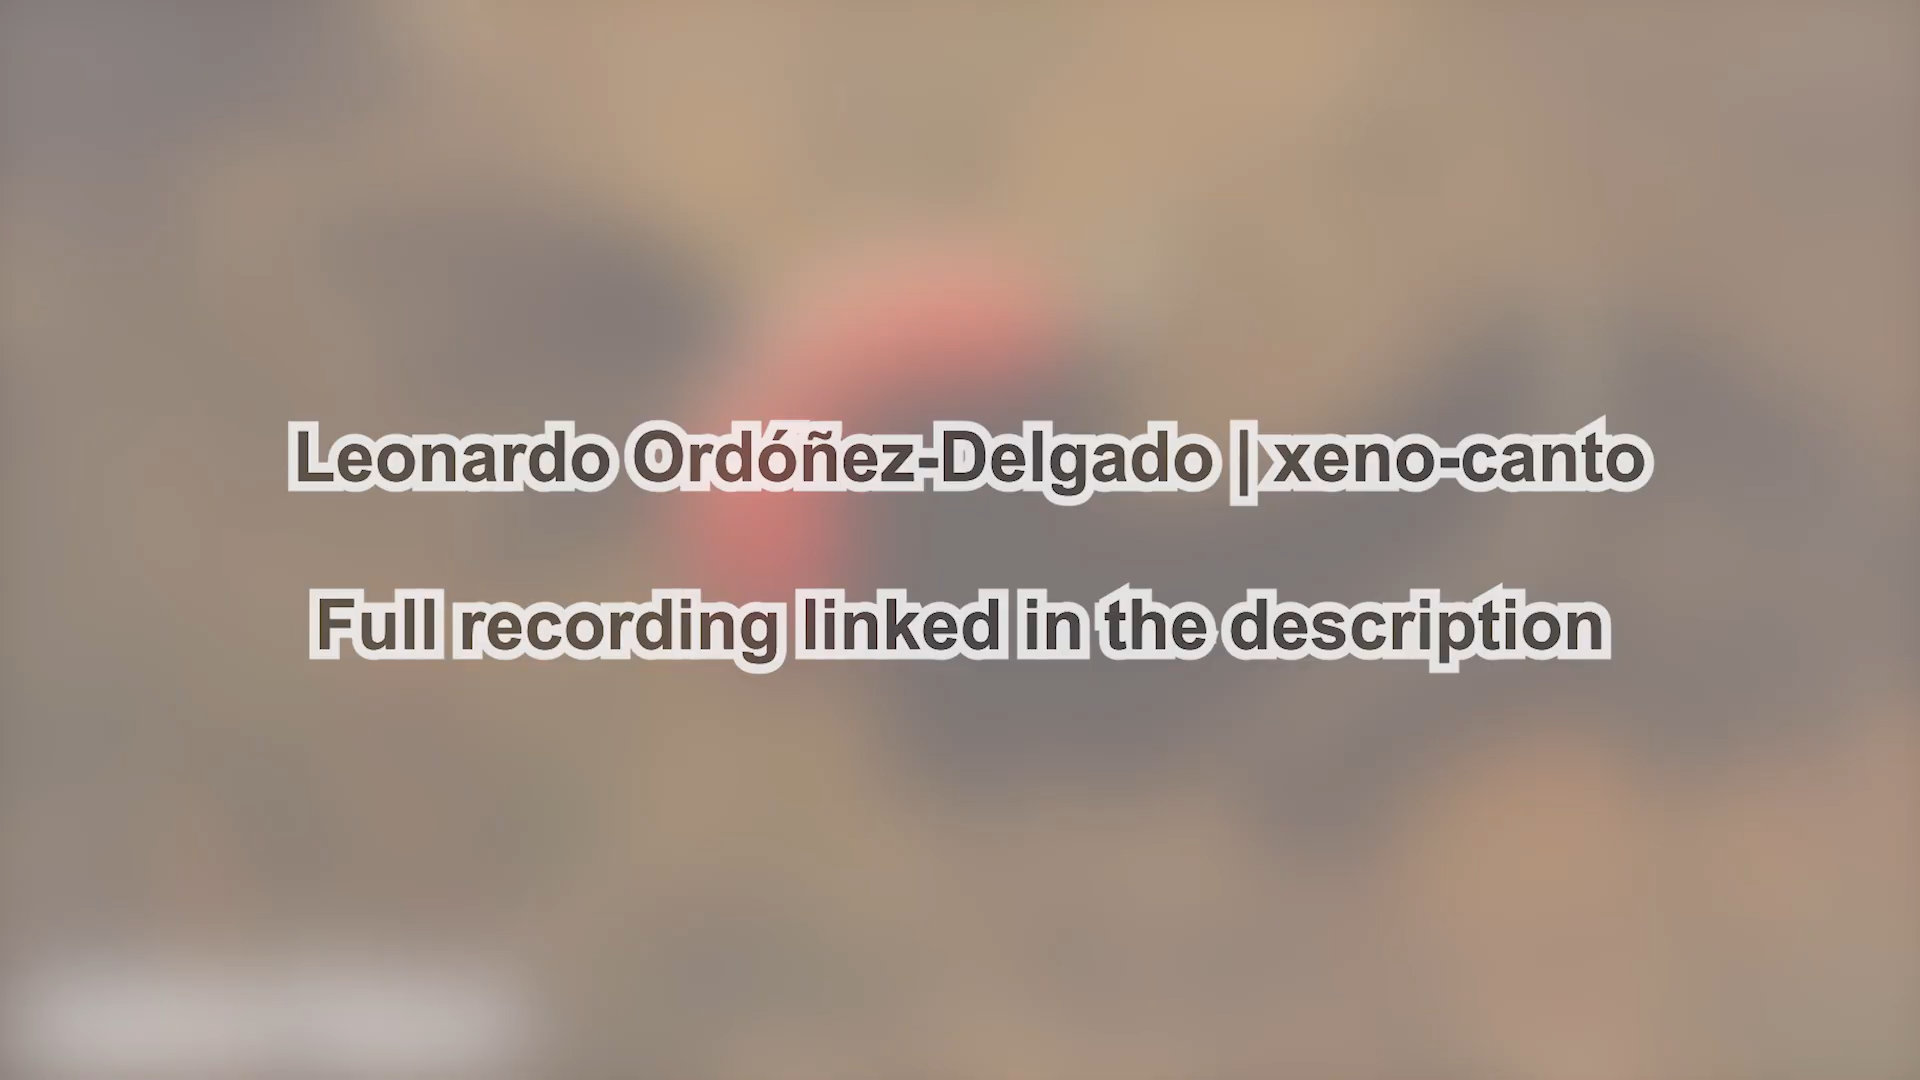 Leonardo Ordóñez-Delgado | xeno-canto
Full recording linked in the description